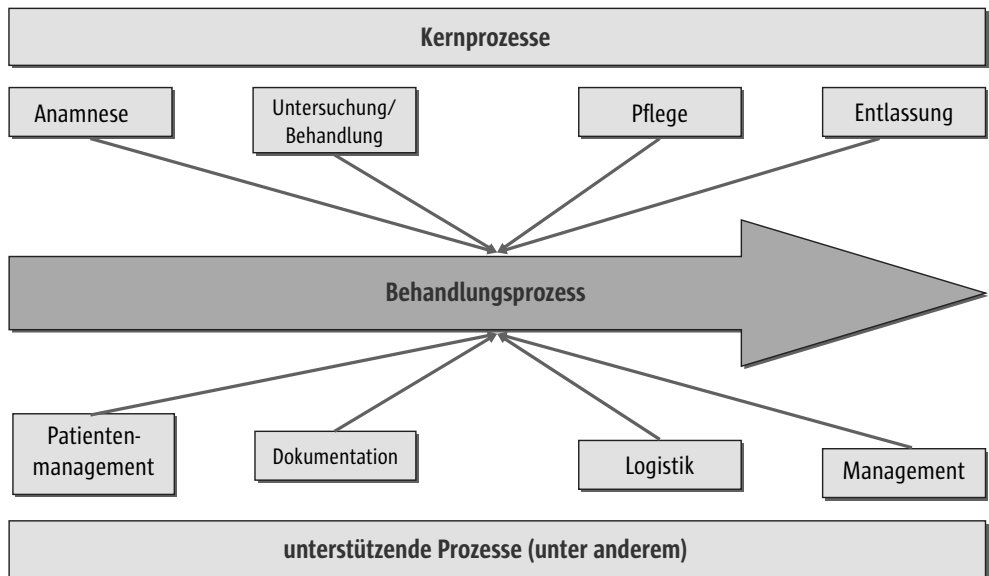 Kernprozesse
Anamnese
Untersuchung/
Behandlung
Pflege
Entlassung
Behandlungsprozess
Patienten-
management
Dokumentation
Logistik
Management
unterstützende Prozesse (unter anderem)